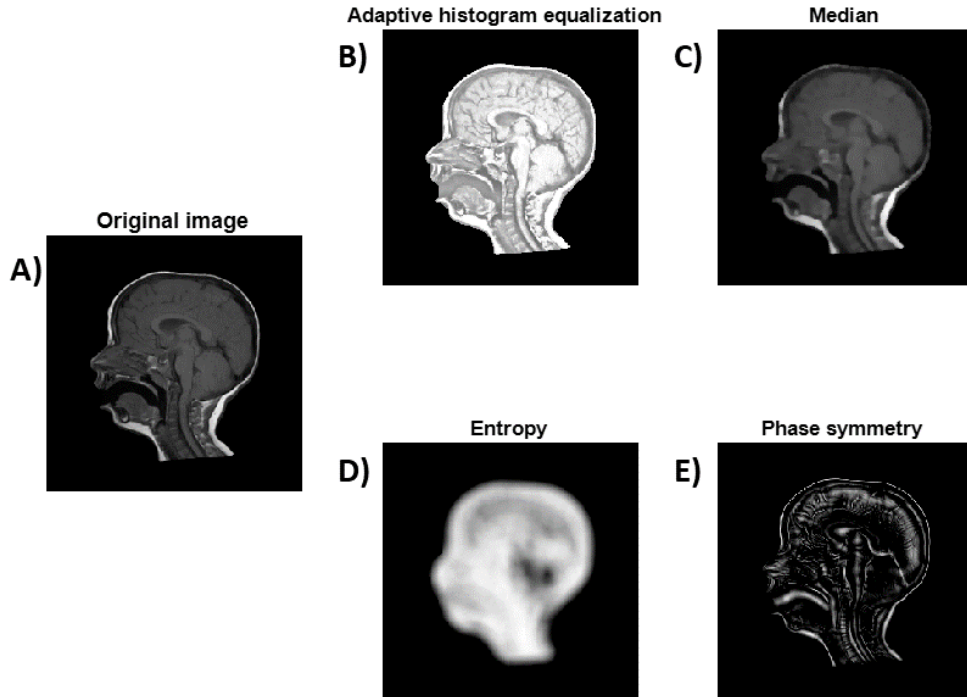 Adaptive histogram equalization
Median
B)
C)
Original image
A)
Entropy
Phase symmetry
D)
E)